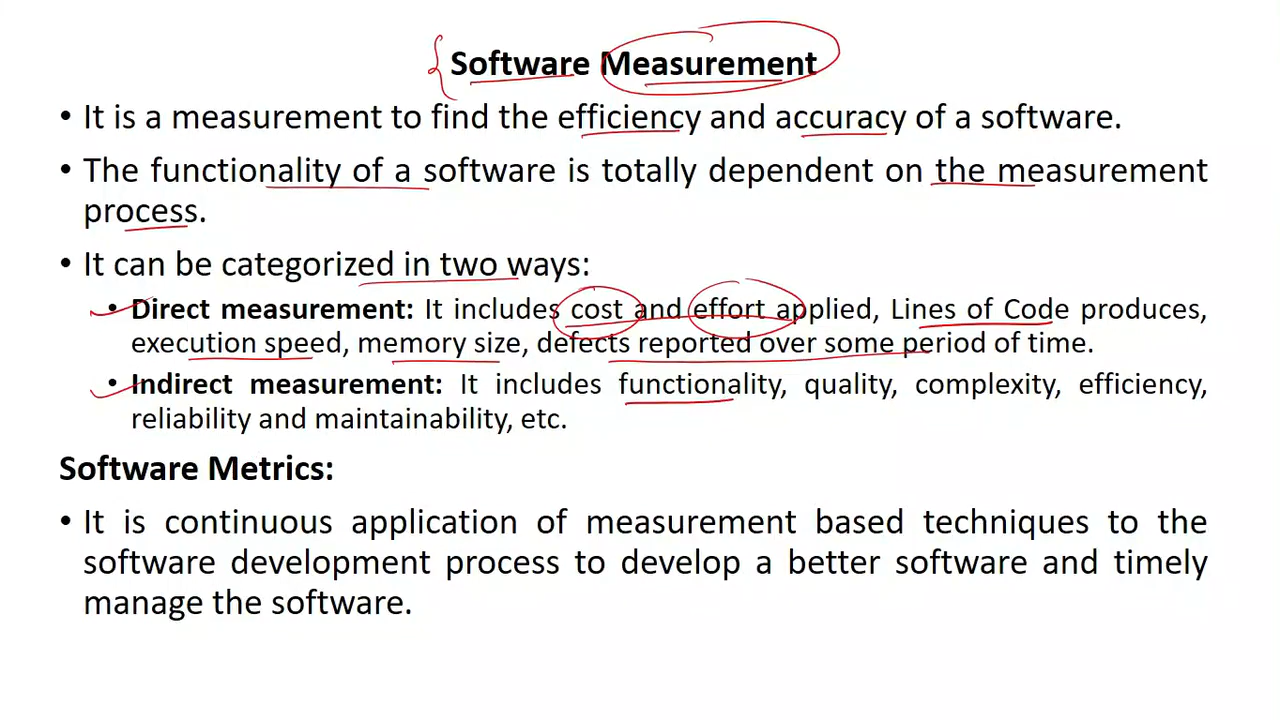 Software Measurement
• It is a measurement to find the efficiency and accuracy of a software.
• The functionality of a software is totally dependent on the measurement
process.
• It can be categorized in two ways:
• Direct measurement: It includes cost and effort applied, Lines of Code produces,
execution speed, memory size, defects reported over some period of time.
• Indirect measurement: It includes functionality, quality, complexity, efficiency,
reliability and maintainability, etc.
Software Metrics:
• It is continuous application of measurement based techniques to the
software development process to develop a better software and timely
manage the software.